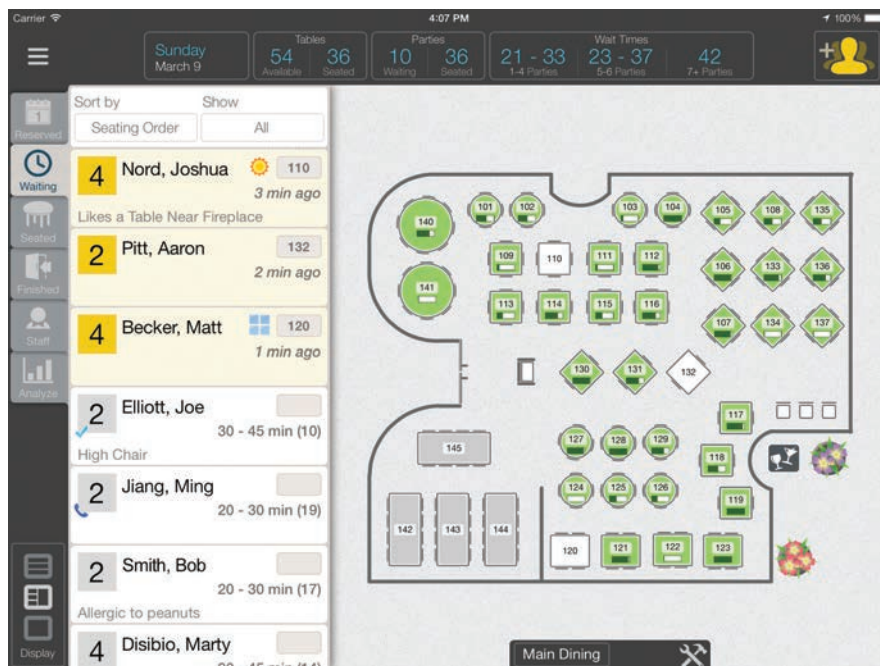 Carrier
4:07 PM
100%
Sunday
March 9
Tables
54
Available
36
Seated
Parties
10
Waiting
36
Seated
Wait Times
21 - 33
1-4 Parties
23 - 37
5-6 Parties
42
7+ Parties
+
1
Reserved
Waiting
Seated
Finished
Staff
Analyze
Display
Sort by
Show
Seating Order
All
4
Nord, Joshua
110
3 min ago
Likes a Table Near Fireplace
2
Pitt, Aaron
132
2 min ago
4
Becker, Matt
120
1 min ago
2
Elliott, Joe
30 - 45 min (10)
High Chair
2
Jiang, Ming
20 - 30 min (19)
2
Smith, Bob
20 - 30 min (17)
Allergic to peanuts
4
Disibio, Marty
101
102
103
104
105
108
135
140
109
110
111
112
106
133
136
141
113
114
115
116
107
134
137
130
131
132
117
127
128
129
118
145
124
125
126
119
142
143
144
120
121
122
123
Main Dining